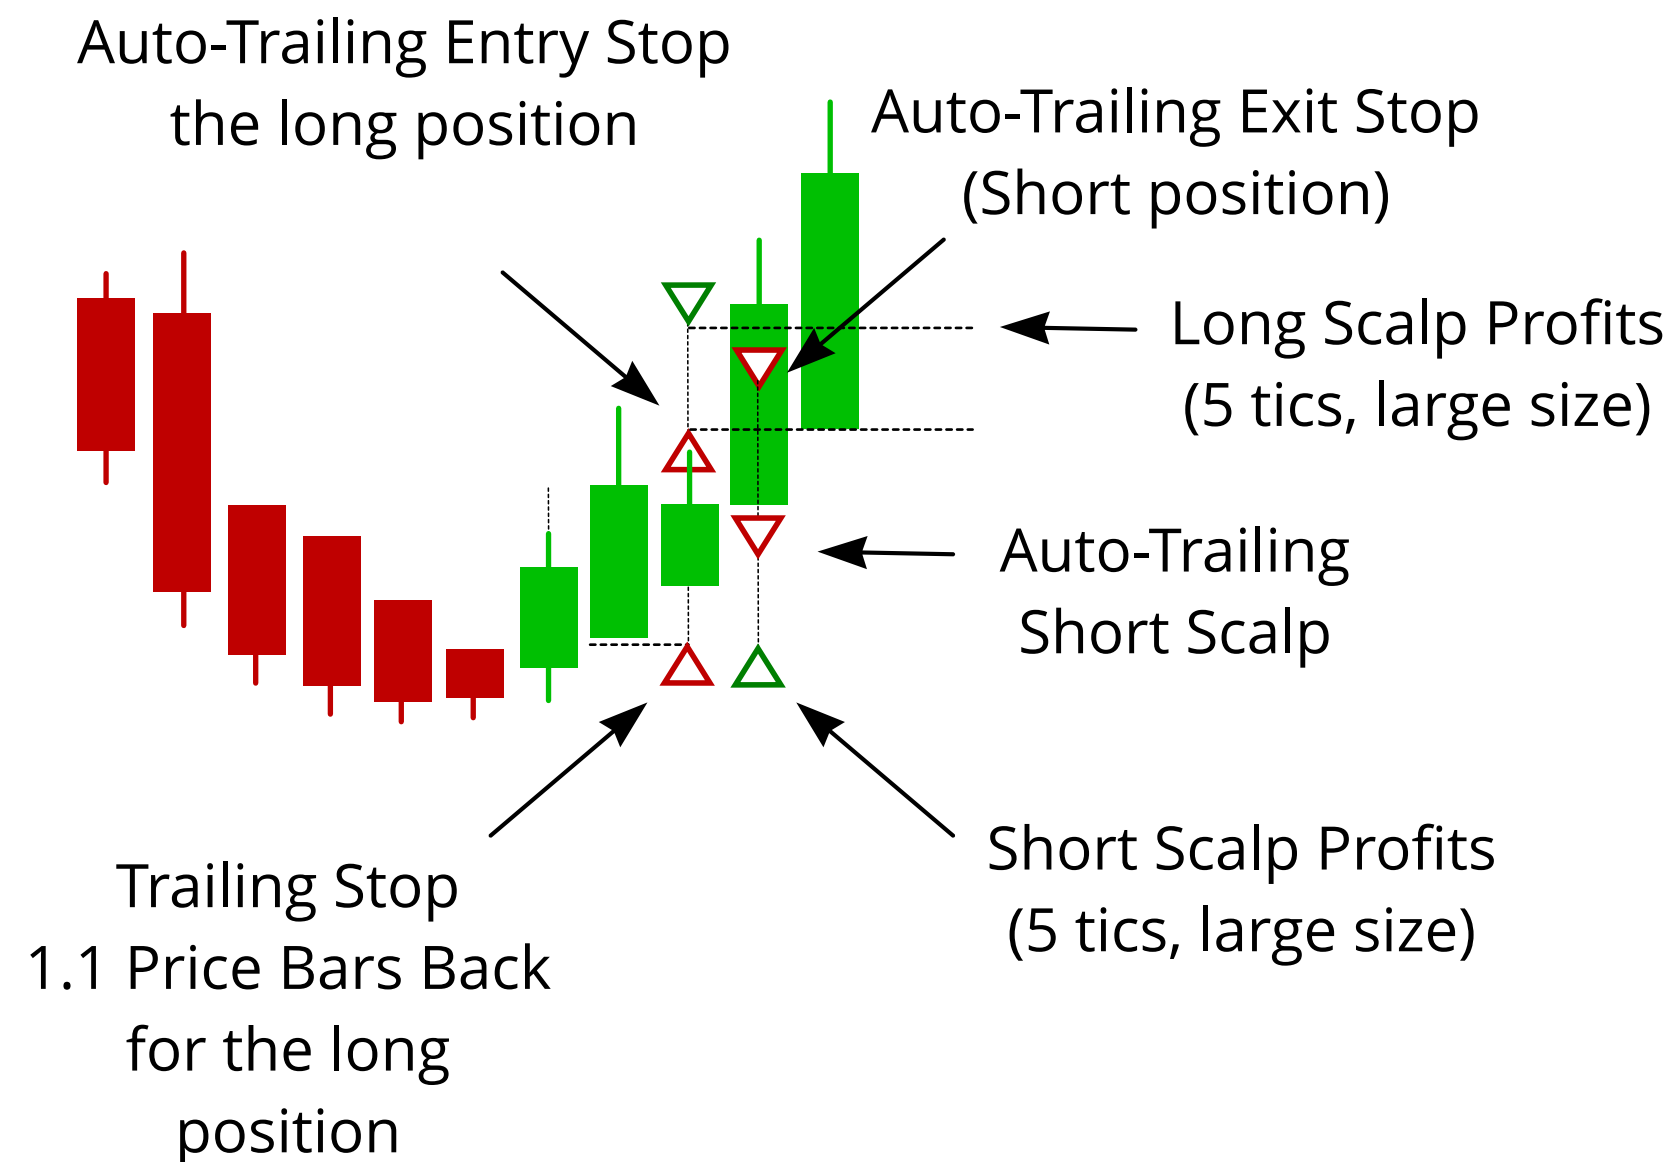 Auto-Trailing Entry Stop
the long position
Auto-Trailing Exit Stop
(Short position)
Long Scalp Profits
(5 tics, large size)
Auto-Trailing
Short Scalp
Short Scalp Profits
(5 tics, large size)
Trailing Stop
1.1 Price Bars Back
for the long
position